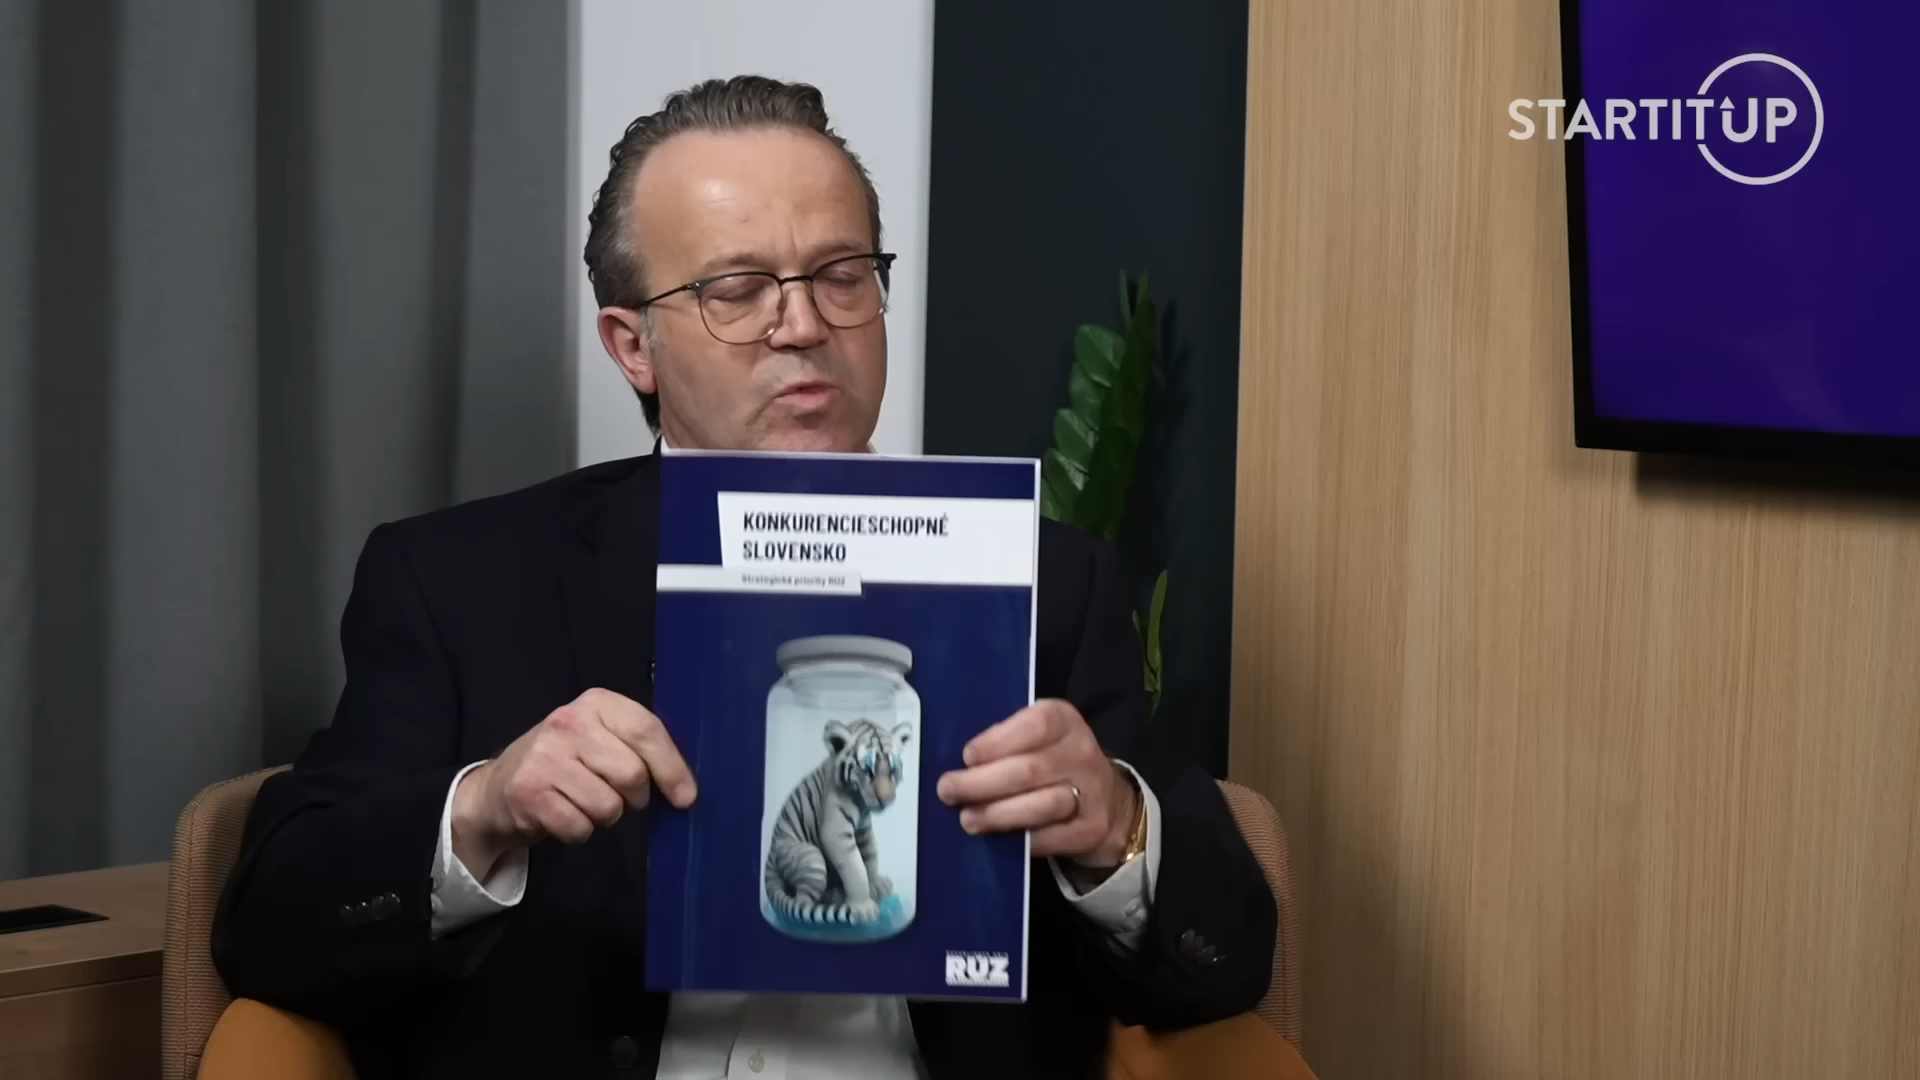 STARTITUP
KONKURENCIESCHOPNÉ
SLOVENSKO
Strategické priority RÚZ
RÚZ